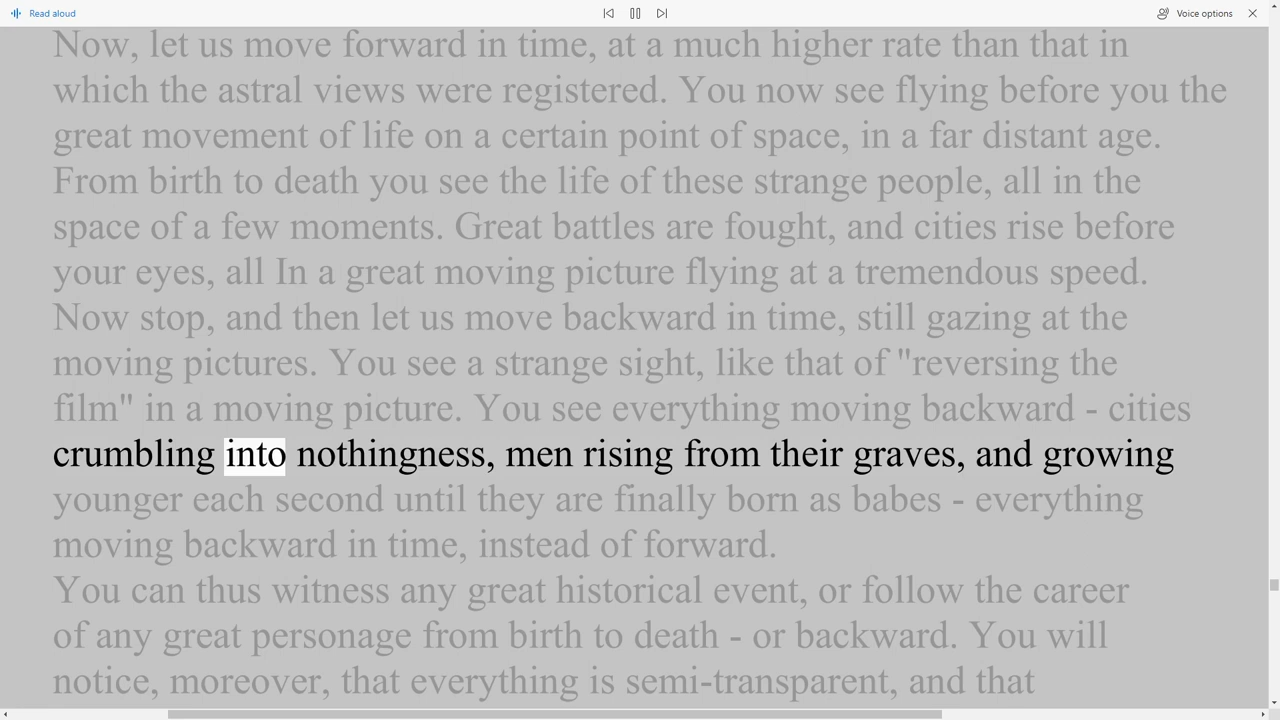 Read aloud
Voice options
Now, let us move forward in time, at a much higher rate than that in
which the astral views were registered. You now see flying before you the
great movement of life on a certain point of space, in a far distant age.
From birth to death you see the life of these strange people, all in the
space of a few moments. Great battles are fought, and cities rise before
your eyes, all In a great moving picture flying at a tremendous speed.
Now stop, and then let us move backward in time, still gazing at the
moving pictures. You see a strange sight, like that of "reversing the
film" in a moving picture. You see everything moving backward - cities
crumbling into nothingness, men rising from their graves, and growing
younger each second until they are finally born as babes - everything
moving backward in time, instead of forward.
You can thus witness any great historical event, or follow the career
of any great personage from birth to death - or backward. You will
notice, moreover, that everything is semi-transparent, and that